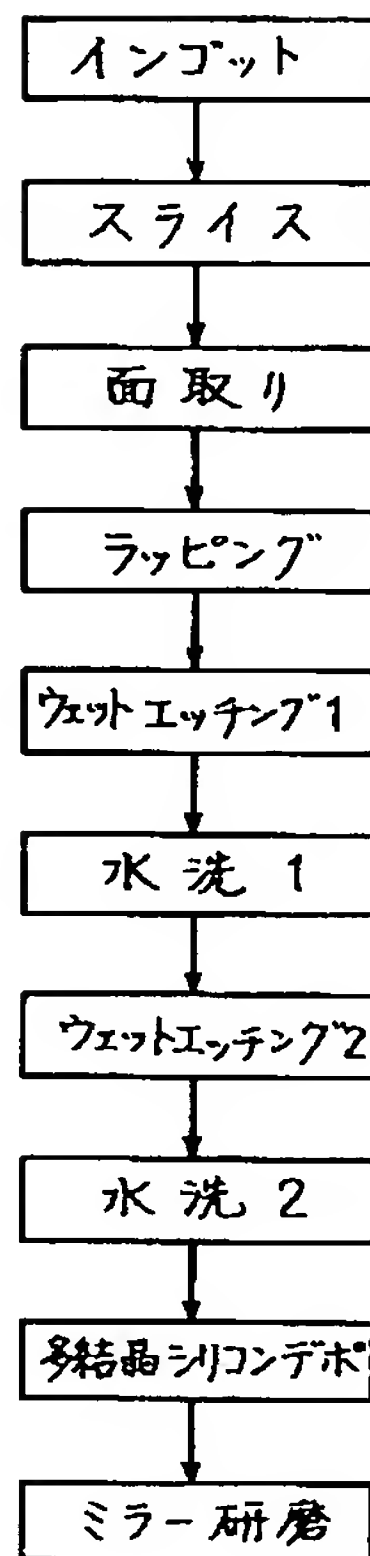 インゴット
スライス
面取り
ラッピング
ウェットエッチング1
水洗1
ウェットエッチング2
水洗2
多結晶シリコンデポ
ミラー研磨